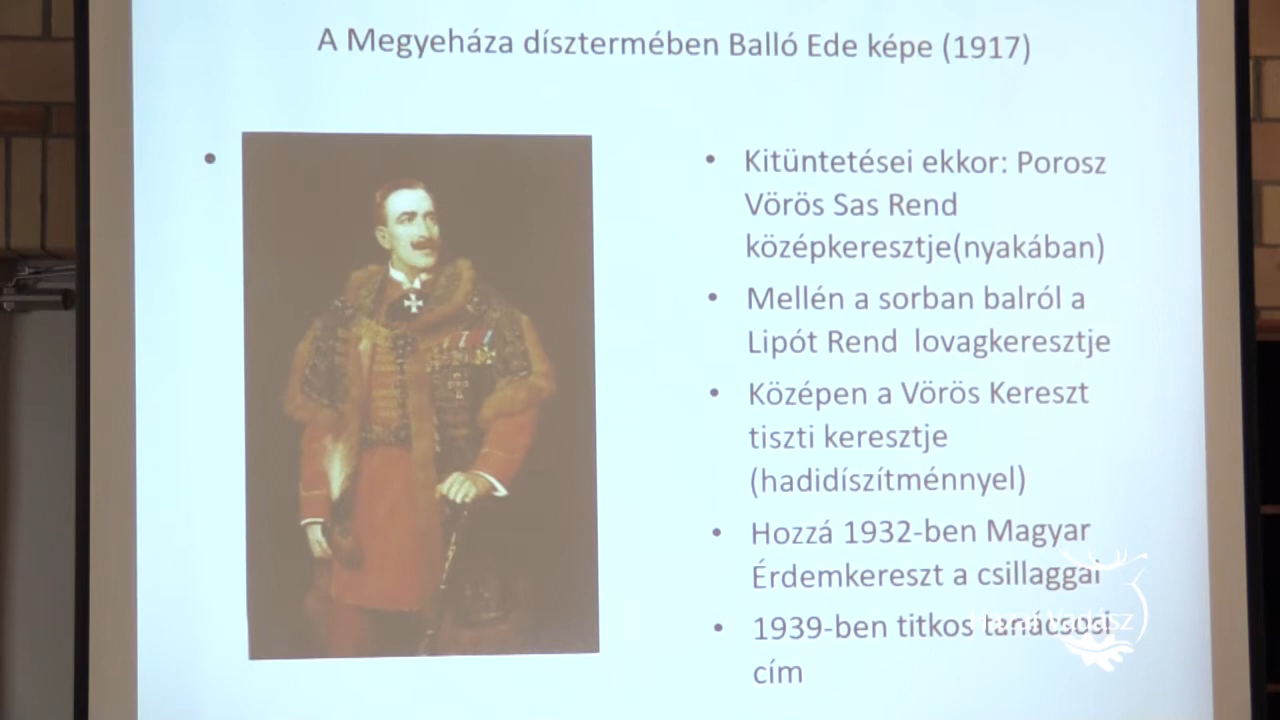 A Megyeháza dísztermében Balló Ede képe (1917)
• Kitüntetései ekkor: Porosz
Vörös Sas Rend
középkeresztje(nyakában)
• Mellén a sorban balról a
Lipót Rend lovagkeresztje
• Középen a Vörös Kereszt
tiszti keresztje
(hadidíszítménnyel)
• Hozzá 1932-ben Magyar
Érdemkereszt a csillaggal
• 1939-ben titkos tanácsosi
cím
Vadász